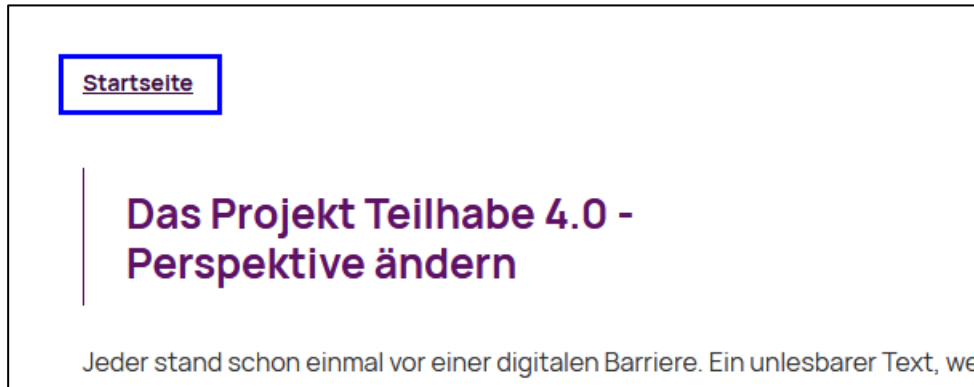 Startseite
Das Projekt Teilhabe 4.0 -
Perspektive ändern
Jeder stand schon einmal vor einer digitalen Barriere. Ein unlesbarer Text,